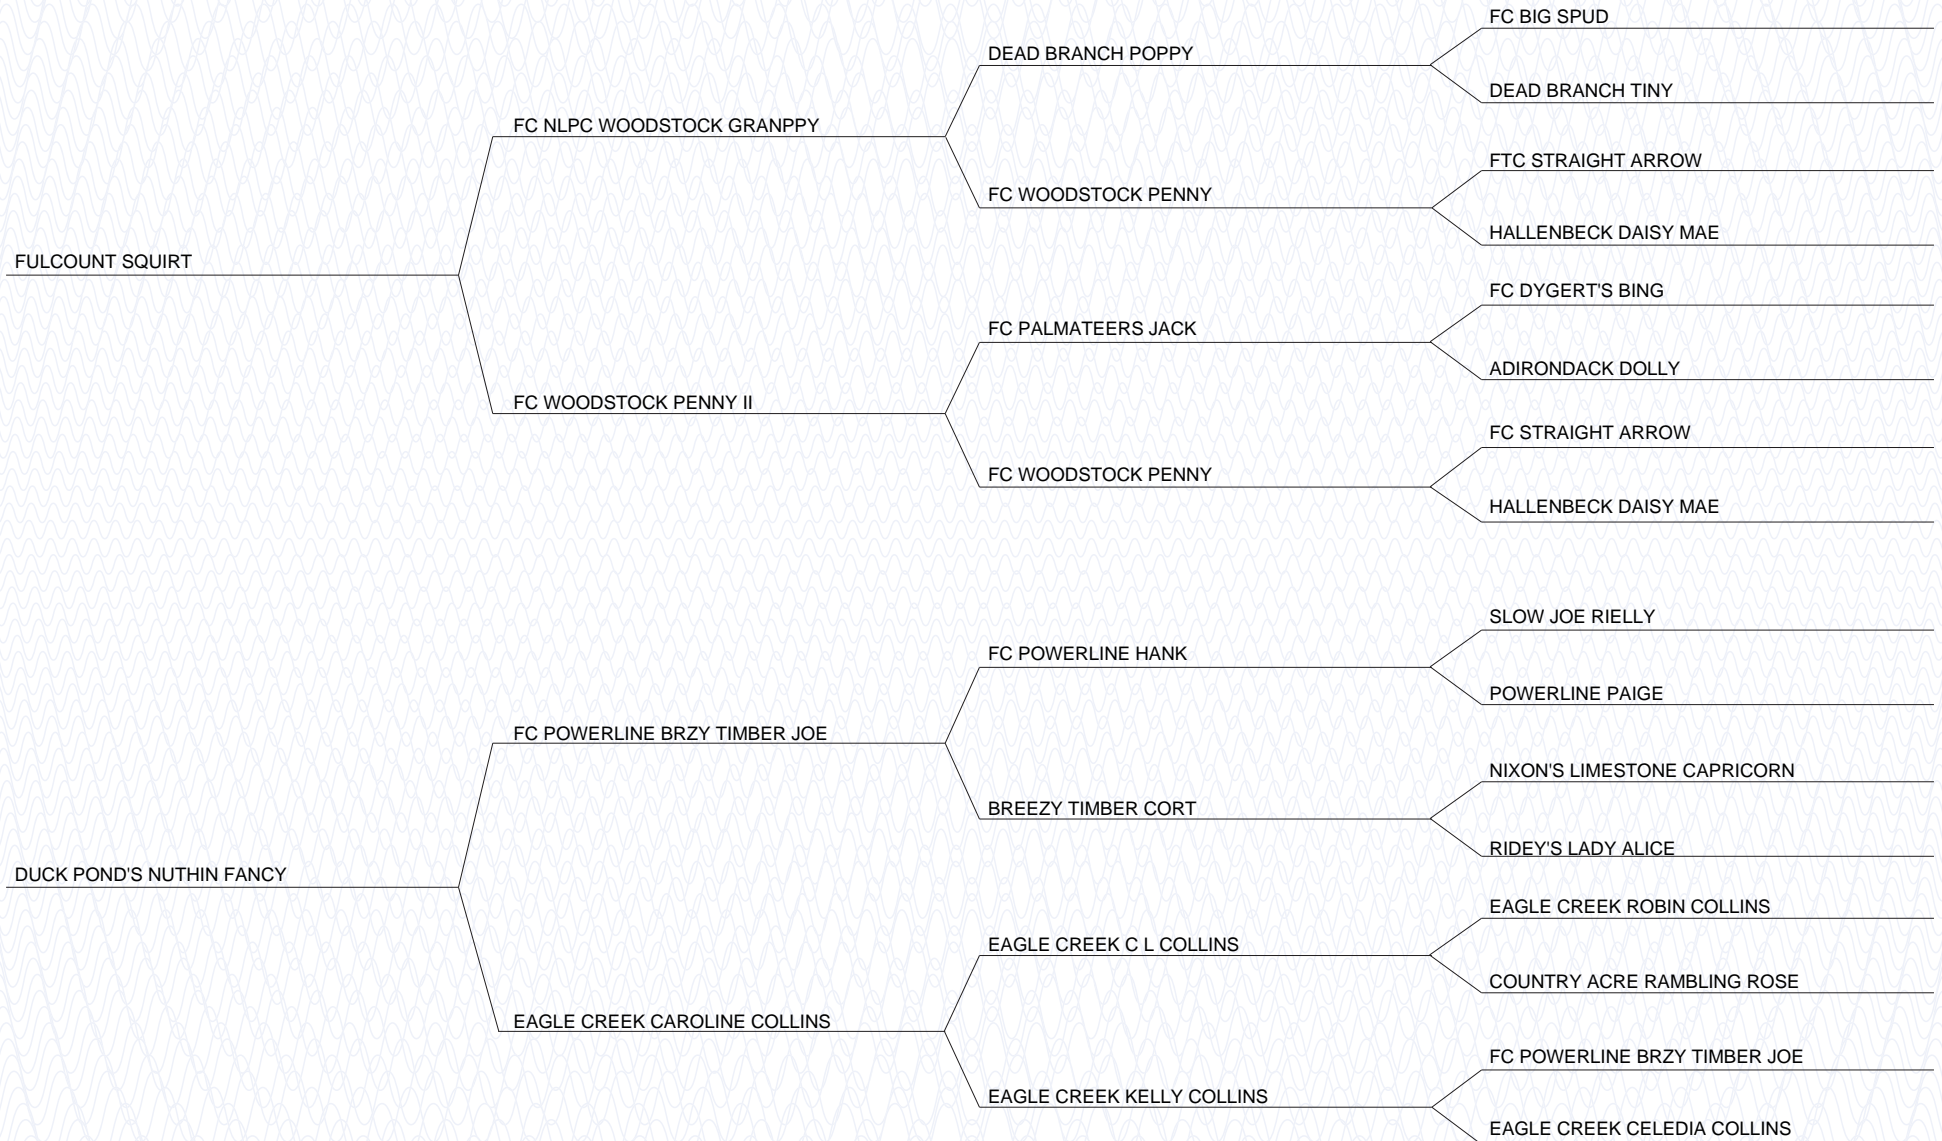 FC BIG SPUD
DEAD BRANCH POPPY
DEAD BRANCH TINY
FC NLPC WOODSTOCK GRANPPY
FTC STRAIGHT ARROW
FC WOODSTOCK PENNY
HALLENBECK DAISY MAE
FULCOUNT SQUIRT
FC DYGERT'S BING
FC PALMATEERS JACK
ADIRONDACK DOLLY
FC WOODSTOCK PENNY II
FC STRAIGHT ARROW
FC WOODSTOCK PENNY
HALLENBECK DAISY MAE
SLOW JOE RIELLY
FC POWERLINE HANK
POWERLINE PAIGE
FC POWERLINE BRZY TIMBER JOE
NIXON'S LIMESTONE CAPRICORN
BREEZY TIMBER CORT
RIDEY'S LADY ALICE
DUCK POND'S NUTHIN FANCY
EAGLE CREEK ROBIN COLLINS
EAGLE CREEK C L COLLINS
COUNTRY ACRE RAMBLING ROSE
EAGLE CREEK CAROLINE COLLINS
FC POWERLINE BRZY TIMBER JOE
EAGLE CREEK KELLY COLLINS
EAGLE CREEK CELEDIA COLLINS